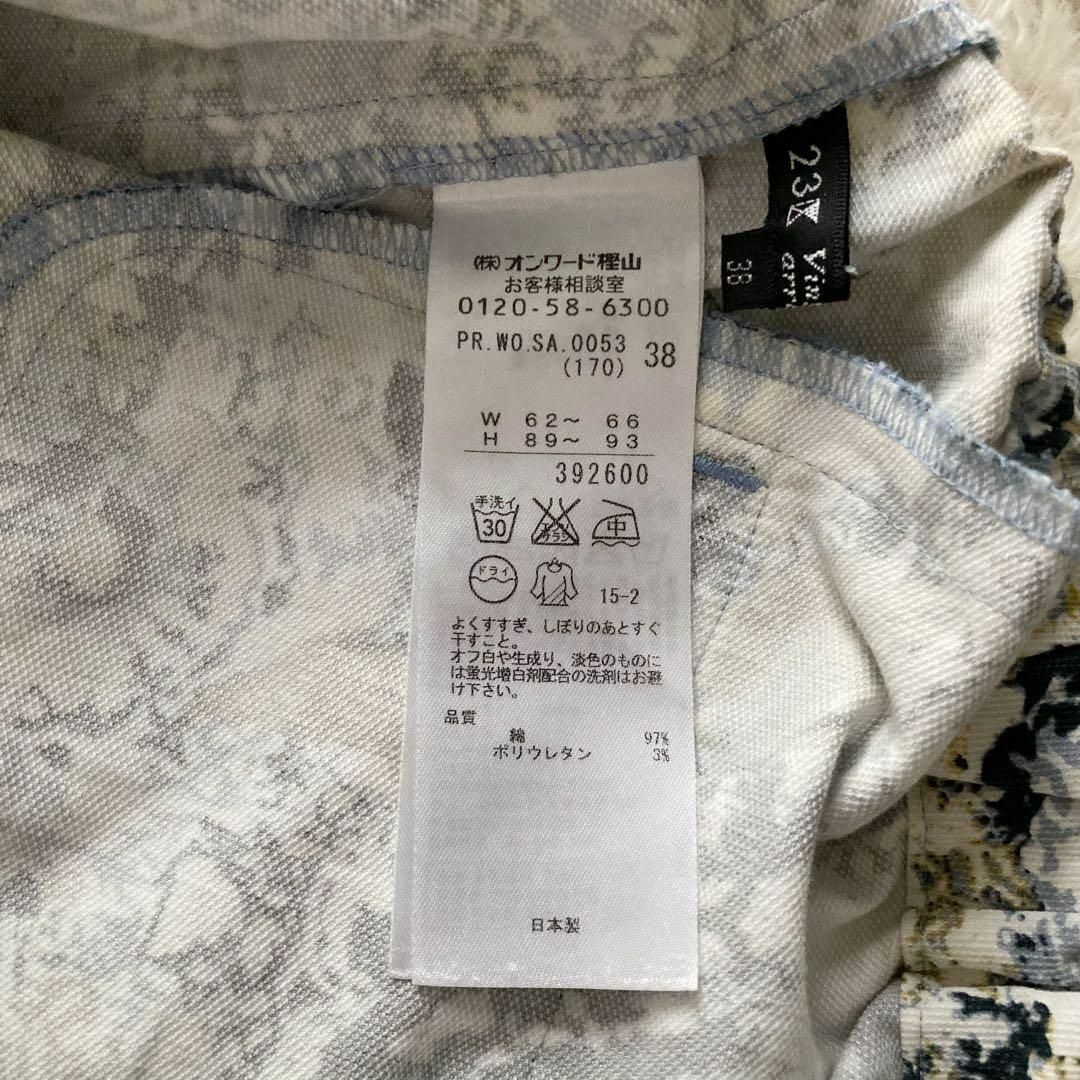 (株)オンワード樫山
お客様相談室
0120-58-6300
PR.WO.SA.0053
(170) 38
W 62～ 66
H 89～ 93
392600
手洗イ
30
中
ドライ
15-2
よくすすぎ、しぼりのあとすぐ
干すこと。
オフ白や生成り、淡色のものに
は蛍光増白剤配合の洗剤はお避
け下さい。
品質
綿 97%
ポリウレタン 3%
日本製
23区
38